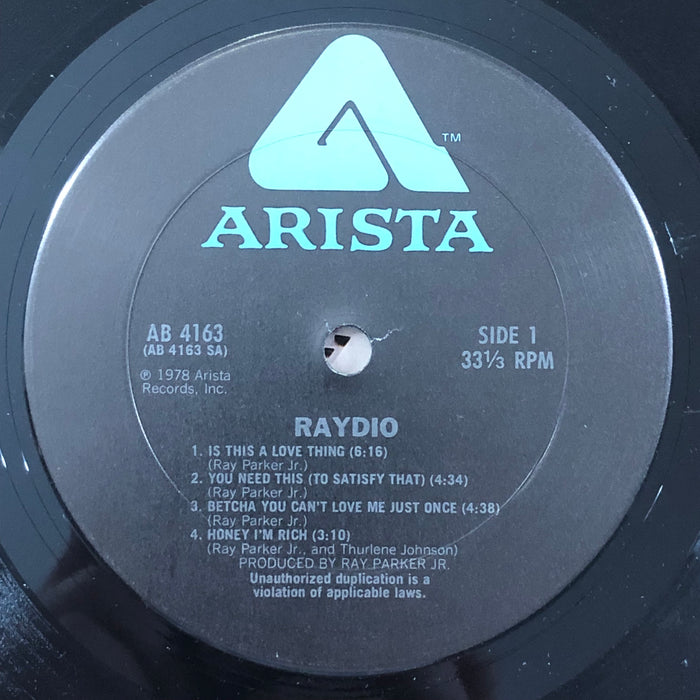 TM
ARISTA
AB 4163
(AB 4163 SA)
℗ 1978 Arista
Records, Inc.
SIDE 1
33⅓ RPM
RAYDIO
1. IS THIS A LOVE THING (6:16)
(Ray Parker Jr.)
2. YOU NEED THIS (TO SATISFY THAT) (4:34)
(Ray Parker Jr.)
3. BETCHA YOU CAN'T LOVE ME JUST ONCE (4:38)
(Ray Parker Jr.)
4. HONEY I'M RICH (3:10)
(Ray Parker Jr., and Thurlene Johnson)
PRODUCED BY RAY PARKER JR.
Unauthorized duplication is a
violation of applicable laws.